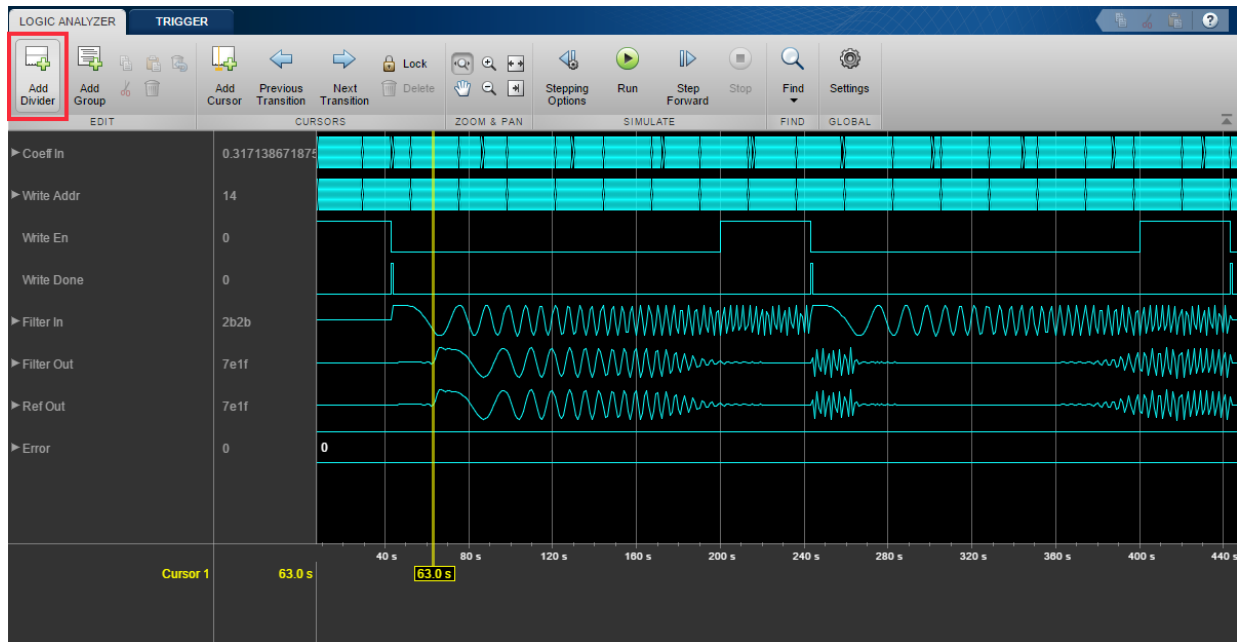 LOGIC ANALYZER TRIGGER
?
Add Divider
Add Group
Add Cursor
Previous Transition
Next Transition
Lock
Delete
Stepping Options
Run
Step Forward
Stop
Find
Settings
EDIT CURSORS ZOOM & PAN SIMULATE FIND GLOBAL
Coeff In 0.317138671875
Write Addr 14
Write En 0
Write Done 0
Filter In 2b2b
Filter Out 7e1f
Ref Out 7e1f
Error 0 0
40 s 80 s 120 s 160 s 200 s 240 s 280 s 320 s 360 s 400 s 440 s
Cursor 1 63.0 s 63.0 s